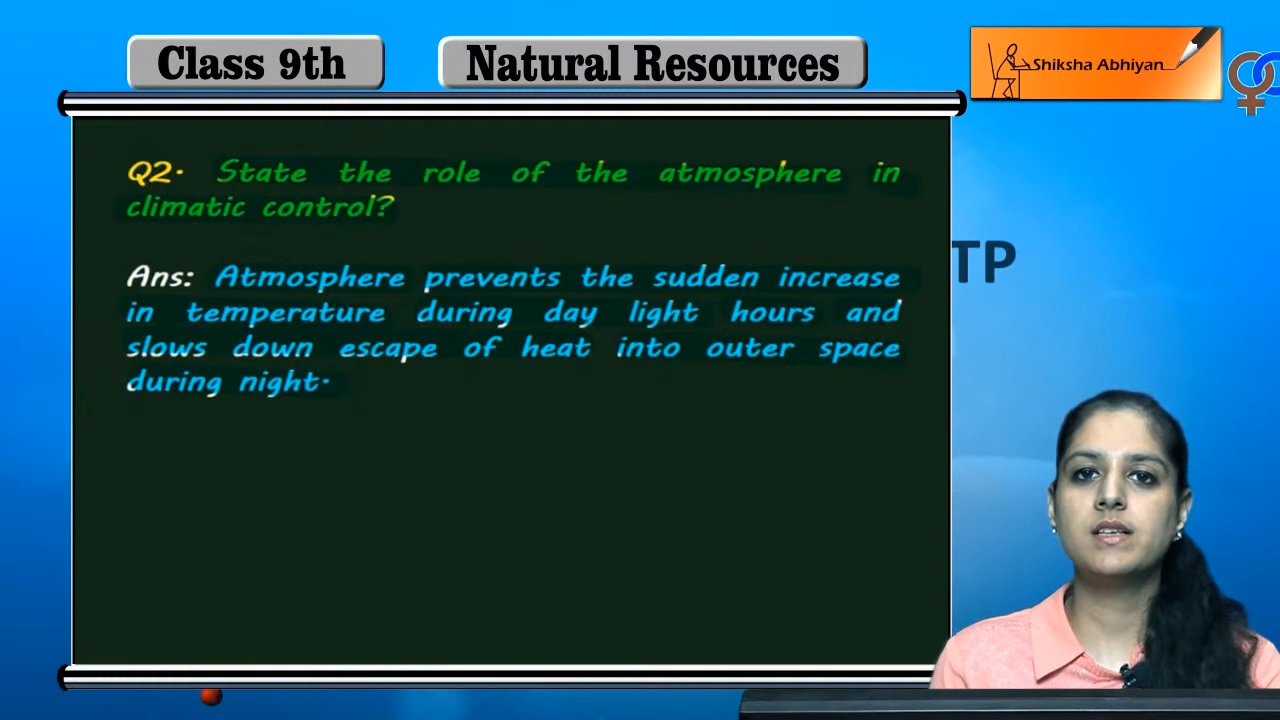 Class 9th
Natural Resources
Shiksha Abhiyan
Q2. State the role of the atmosphere in
climatic control?
TP
Ans: Atmosphere prevents the sudden increase
in temperature during day light hours and
slows down escape of heat into outer space
during night.